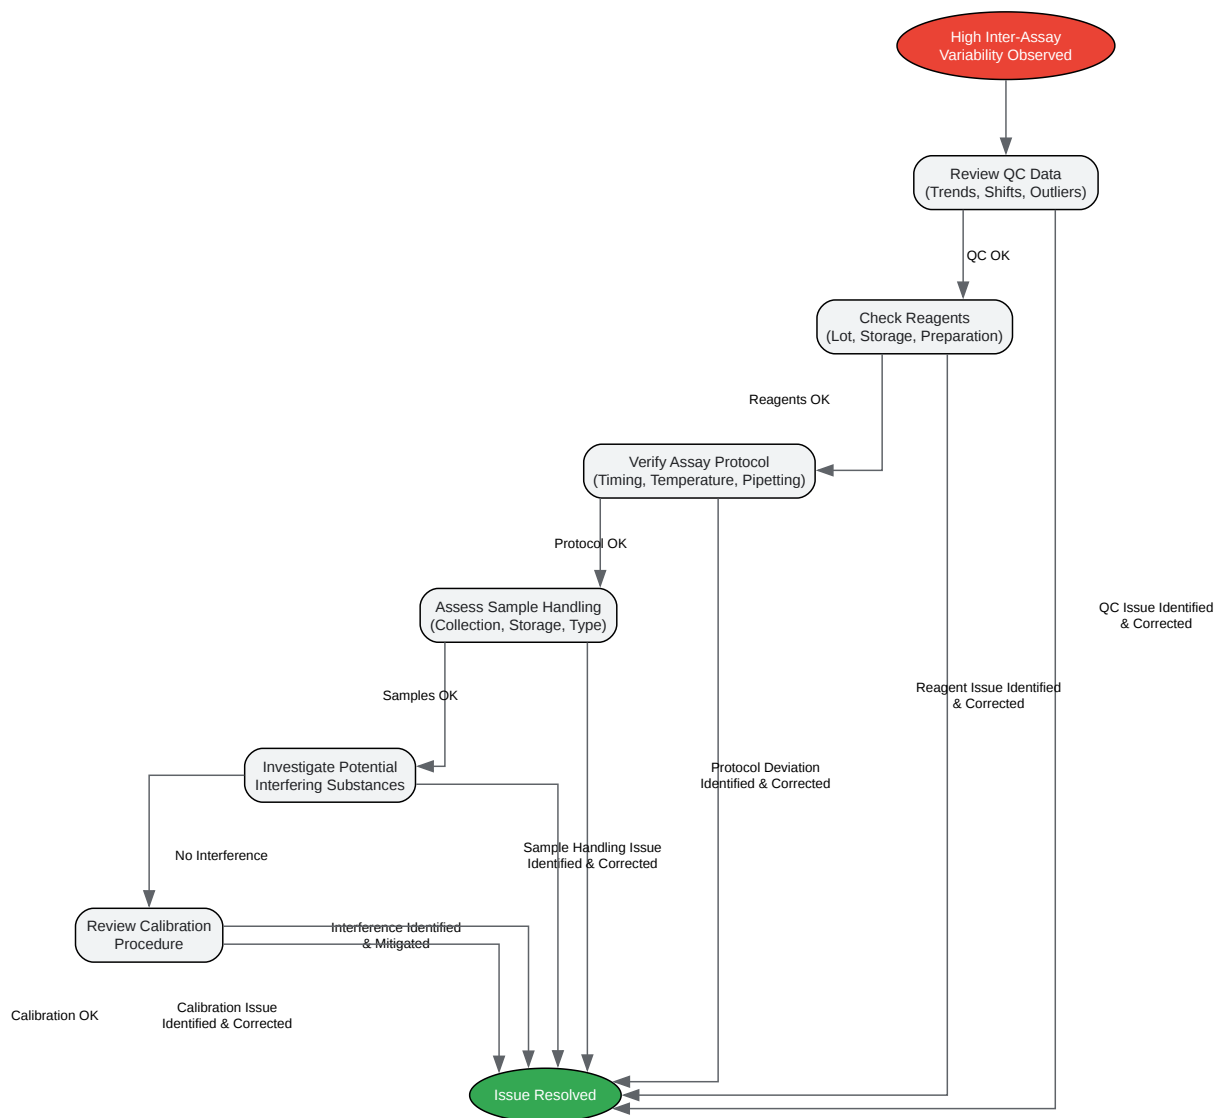 High Inter-Assay
Variability Observed
Review QC Data
(Trends, Shifts, Outliers)
QC OK
Check Reagents
(Lot, Storage, Preparation)
Reagents OK
Verify Assay Protocol
(Timing, Temperature, Pipetting)
Protocol OK
Assess Sample Handling
(Collection, Storage, Type)
QC Issue Identified
& Corrected
Samples OK
Reagent Issue Identified
& Corrected
Investigate Potential
Interfering Substances
Protocol Deviation
Identified & Corrected
No Interference
Sample Handling Issue
Identified & Corrected
Review Calibration
Procedure
Interference Identified
& Mitigated
Calibration OK
Calibration Issue
Identified & Corrected
Issue Resolved